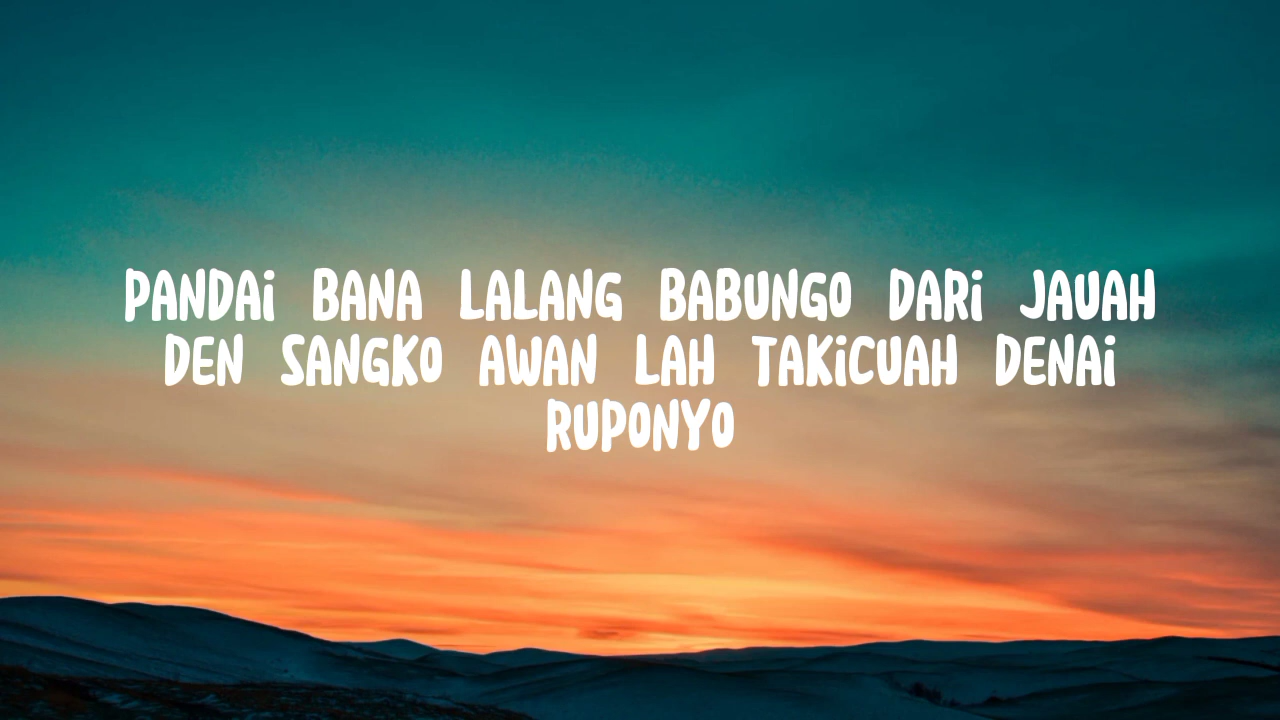 PANDAi BANA LALANG BABUNGO DARi JAUAH
DEN SANGKO AWAN LAH TAKiCUAH DENAi
RUPONYO